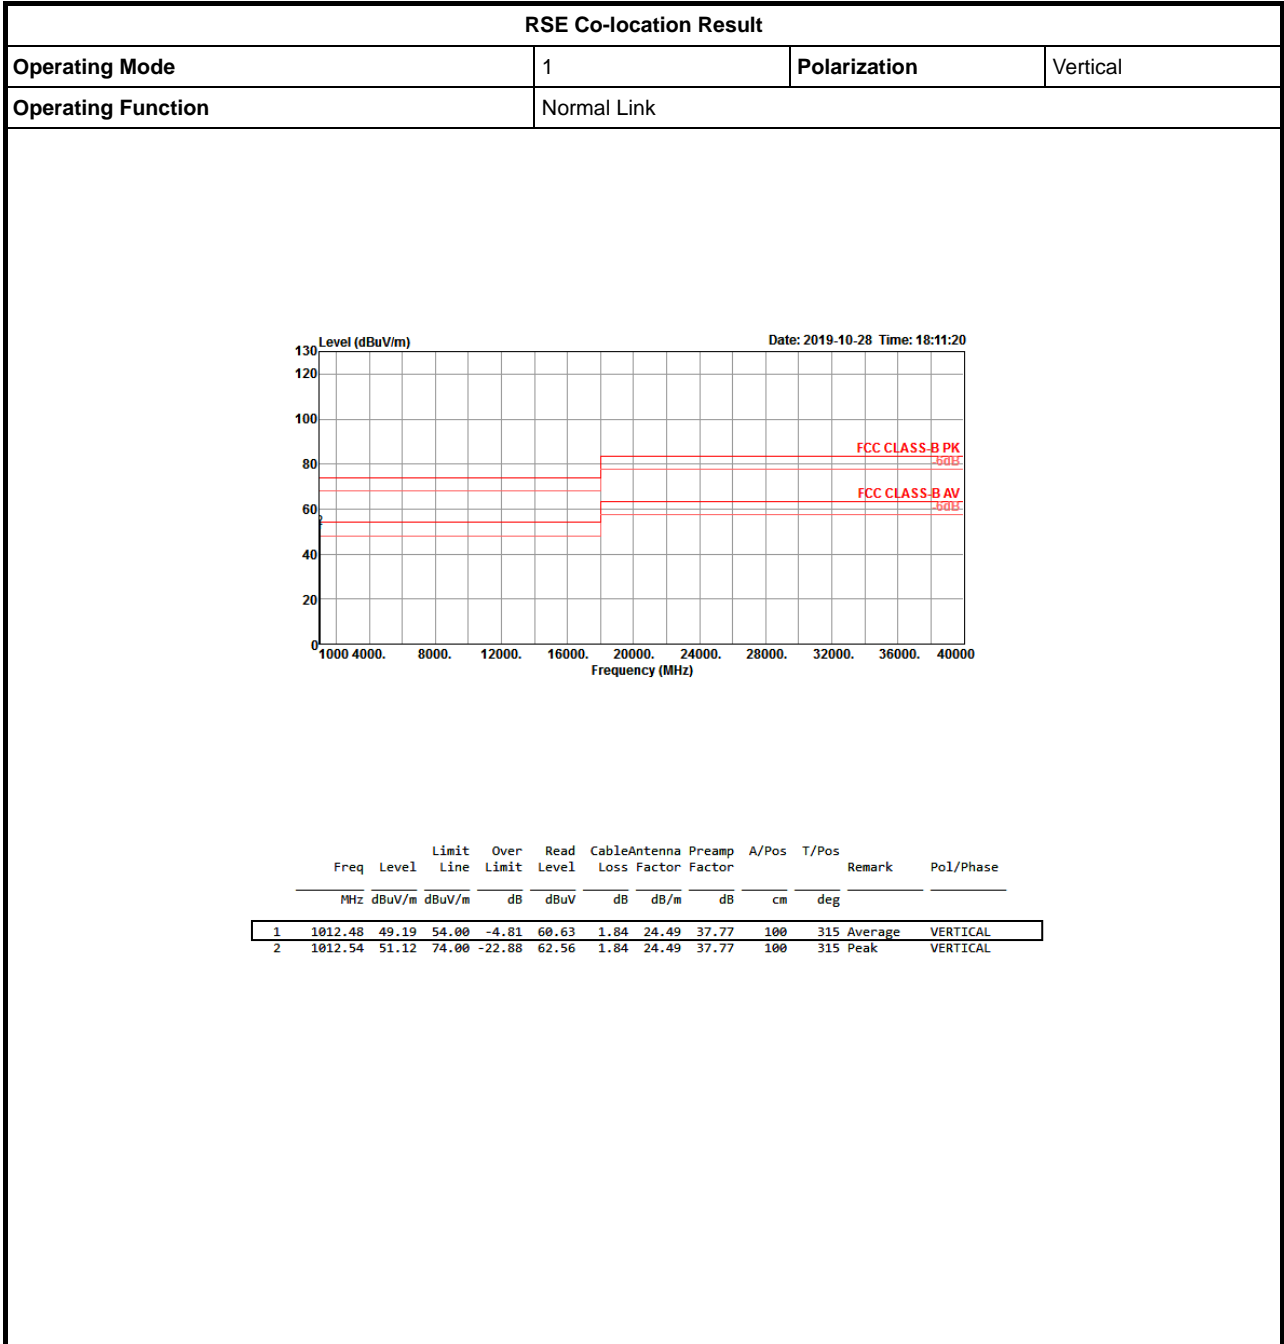 RSE Co-location Result
Operating Mode 1 Polarization Vertical
Operating Function Normal Link
Level (dBuV/m) Date: 2019-10-28 Time: 18:11:20
130
120
100
FCC CLASS-B PK
80 -6dB
FCC CLASS-B AV
60 -6dB
2
40
20
0
1000 4000. 8000. 12000. 16000. 20000. 24000. 28000. 32000. 36000. 40000
Frequency (MHz)
Limit Over Read CableAntenna Preamp A/Pos T/Pos
Freq Level Line Limit Level Loss Factor Factor Remark Pol/Phase
MHz dBuV/m dBuV/m dB dBuV dB dB/m dB cm deg
1 1012.48 49.19 54.00 -4.81 60.63 1.84 24.49 37.77 100 315 Average VERTICAL
2 1012.54 51.12 74.00 -22.88 62.56 1.84 24.49 37.77 100 315 Peak VERTICAL